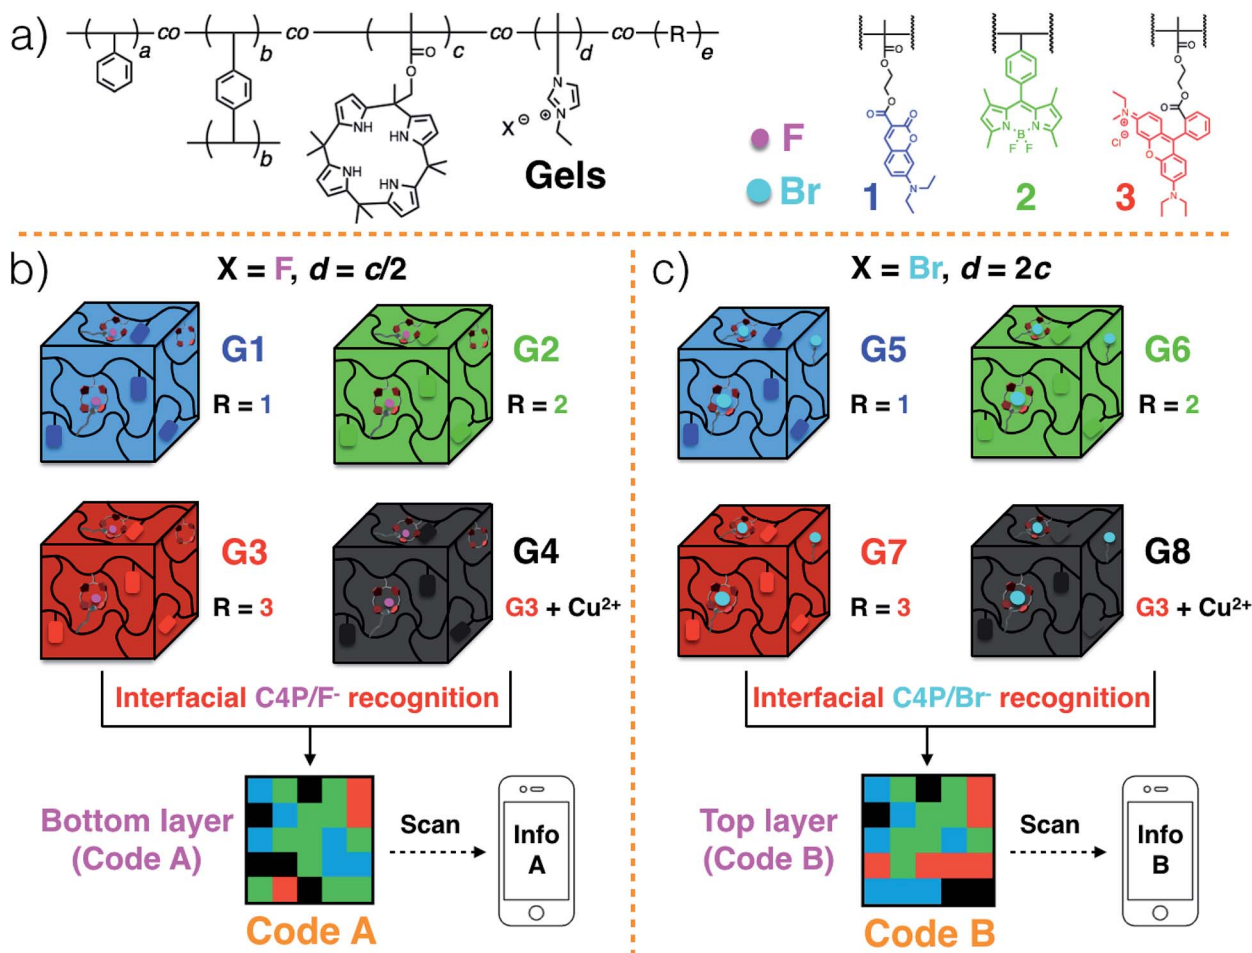 a)
co co co co
a b c d R e
b
O
O
NH
HN
NH
HN
N
N
X⊖ ⊕
Gels
F
Br
O
O
O
O O O
N
1
N N
B
F F
2
O
O
O
O
N
⊕
Cl⊖
O
N
3
b)
X = F, d = c/2
G1
R = 1
G2
R = 2
G3
R = 3
G4
G3 + Cu²⁺
Interfacial C4P/F⁻ recognition
Bottom layer
(Code A)
Scan
Info
A
Code A
c)
X = Br, d = 2c
G5
R = 1
G6
R = 2
G7
R = 3
G8
G3 + Cu²⁺
Interfacial C4P/Br⁻ recognition
Top layer
(Code B)
Scan
Info
B
Code B